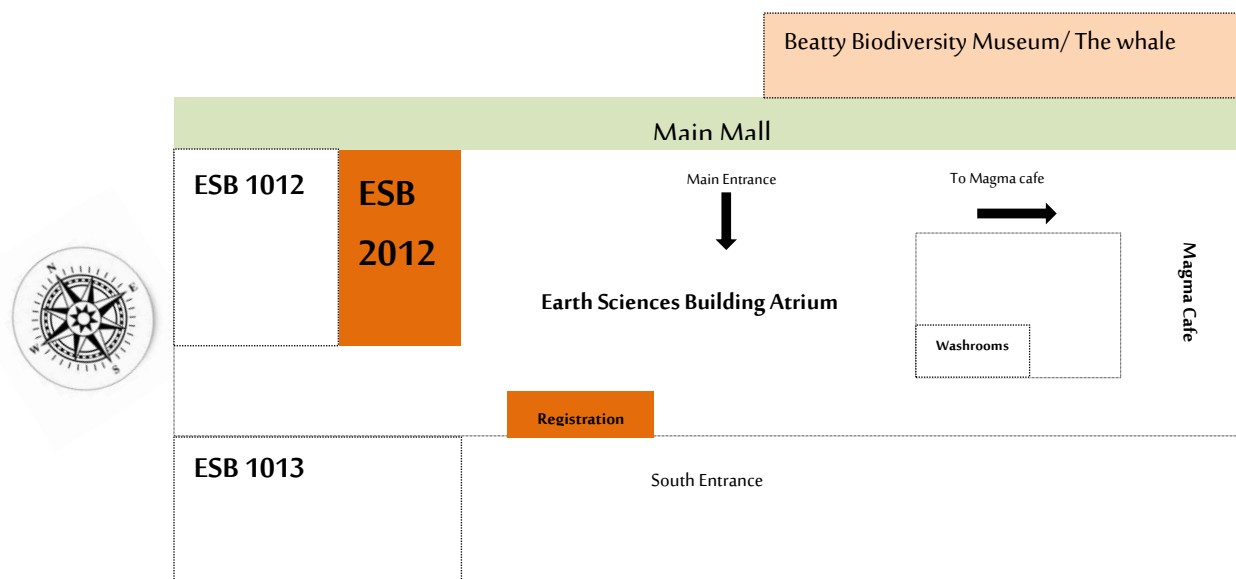 Beatty Biodiversity Museum/ The whale
Main Mall
ESB 1012
ESB
2012
Main Entrance
To Magma cafe
N
E
W
S
Earth Sciences Building Atrium
Magma Cafe
Washrooms
Registration
ESB 1013
South Entrance